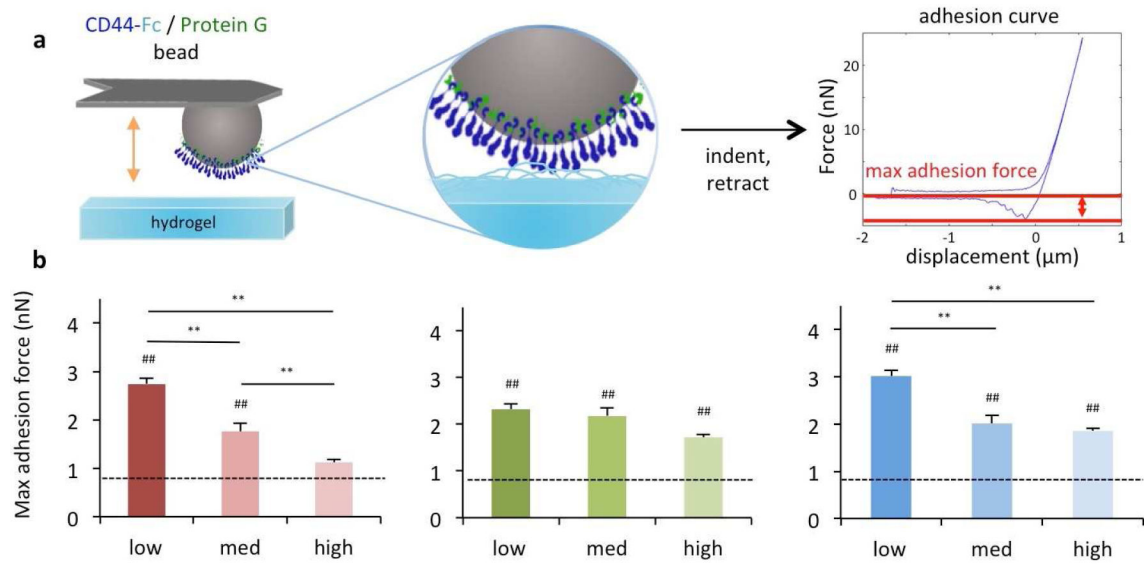 a
CD44-Fc / Protein G
bead
hydrogel
indent,
retract
adhesion curve
Force (nN)
20
10
0
max adhesion force
-2 -1 0 1
displacement (μm)
b
Max adhesion force (nN)
4
3
2
1
0
**
**
**
##
##
low med high
4
3
2
1
0
##
##
##
low med high
4
3
2
1
0
**
**
##
##
##
low med high